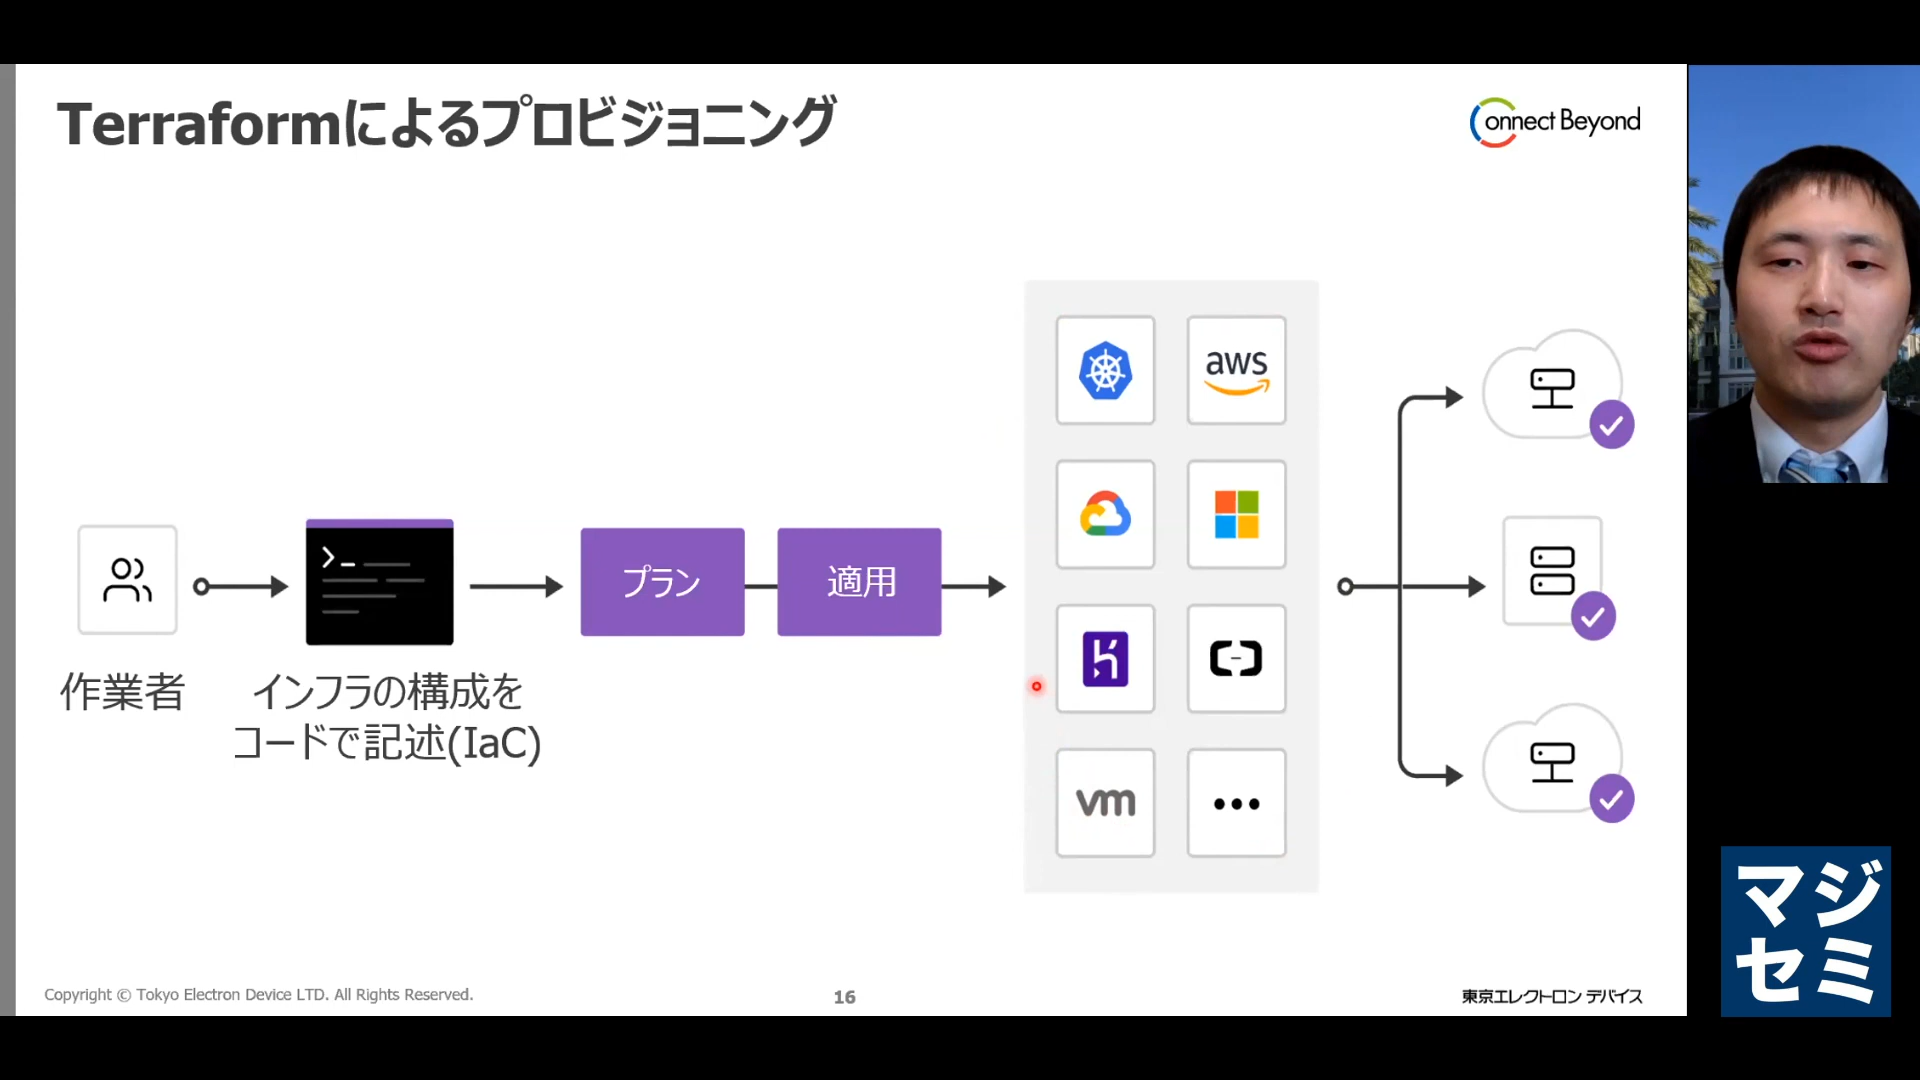 Terraformによるプロビジョニング
onnect Beyond
aws
>_
プラン
適用
作業者
インフラの構成を
コードで記述(IaC)
vm
Copyright © Tokyo Electron Device LTD. All Rights Reserved.
16
東京エレクトロン デバイス
マジ
セミ